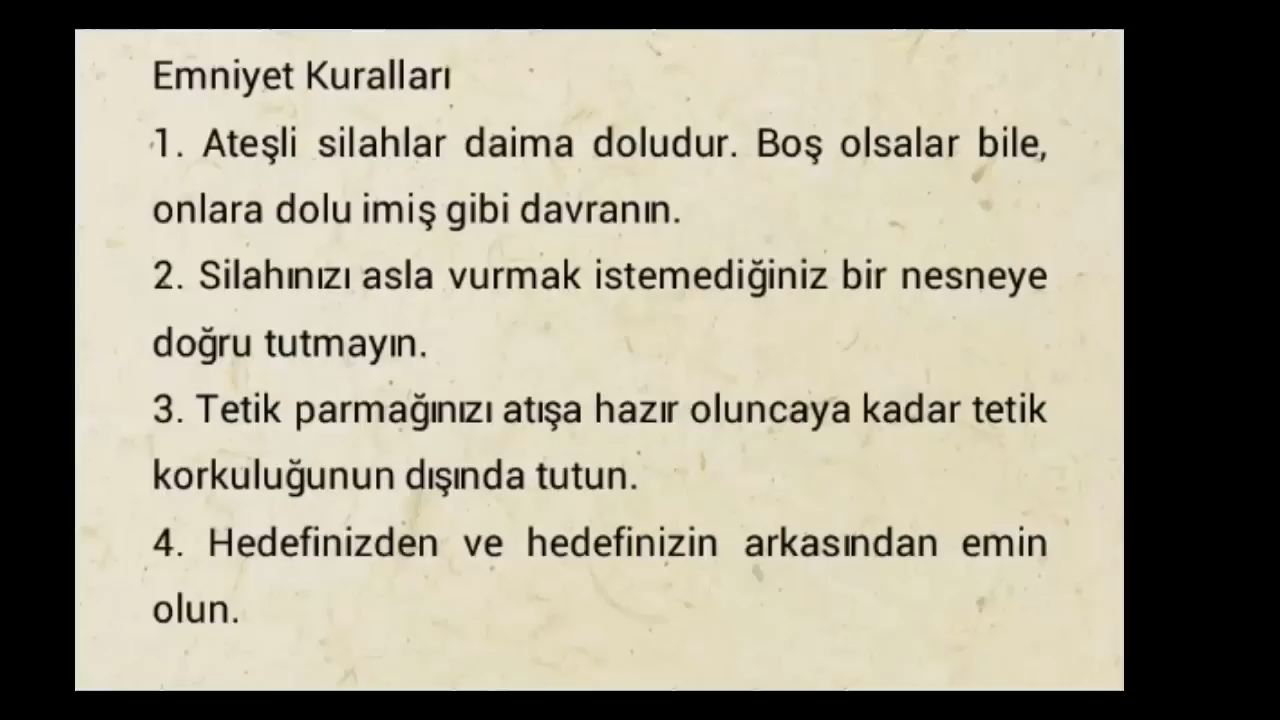 Emniyet Kuralları
1. Ateşli silahlar daima doludur. Boş olsalar bile,
onlara dolu imiş gibi davranın.
2. Silahınızı asla vurmak istemediğiniz bir nesneye
doğru tutmayın.
3. Tetik parmağınızı atışa hazır oluncaya kadar tetik
korkuluğunun dışında tutun.
4. Hedefinizden ve hedefinizin arkasından emin
olun.